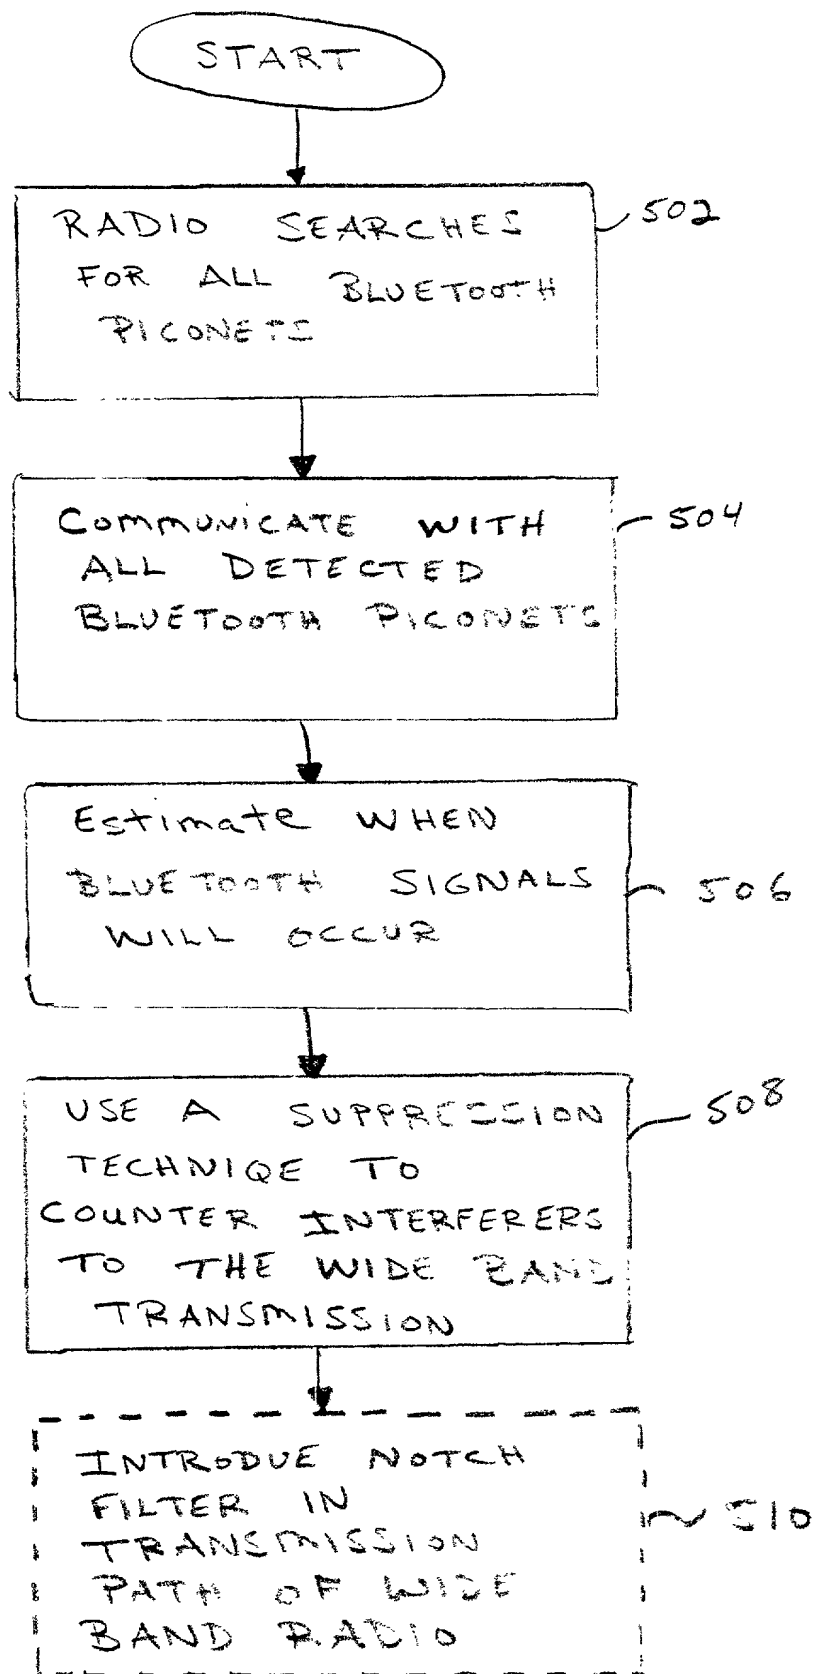 START
RADIO SEARCHES
FOR ALL BLUETOOTH
PICONETS
502
COMMUNICATE WITH
ALL DETECTED
BLUETOOTH PICONETS
504
Estimate WHEN
BLUETOOTH SIGNALS
WILL OCCUR
506
USE A SUPPRESSION
TECHNIQE TO
COUNTER INTERFERERS
TO THE WIDE BAND
TRANSMISSION
508
INTRODUE NOTCH
FILTER IN
TRANSMISSION
PATH OF WIDE
BAND RADIO
510